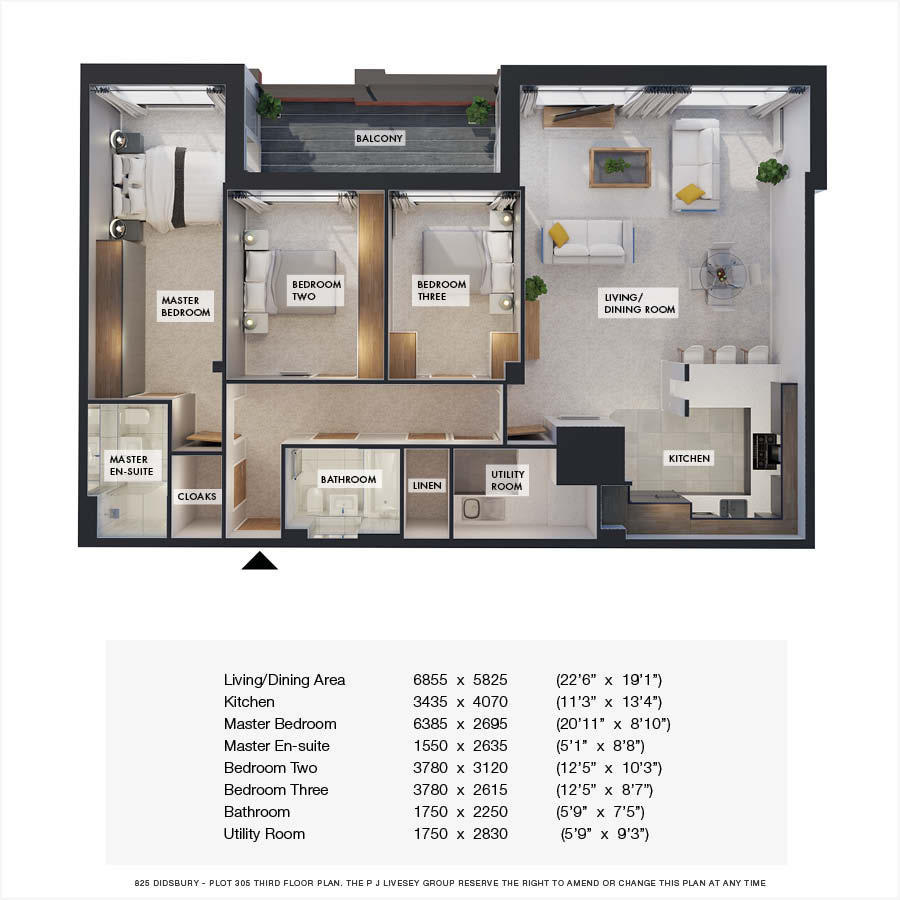 BALCONY
MASTER
BEDROOM
BEDROOM
TWO
BEDROOM
THREE
LIVING/
DINING ROOM
MASTER
EN-SUITE
CLOAKS
BATHROOM
LINEN
UTILITY
ROOM
KITCHEN
Living/Dining Area 6855 x 5825 (22’6” x 19’1”)
Kitchen 3435 x 4070 (11’3” x 13’4”)
Master Bedroom 6385 x 2695 (20’11” x 8’10”)
Master En-suite 1550 x 2635 (5’1” x 8’8”)
Bedroom Two 3780 x 3120 (12’5” x 10’3”)
Bedroom Three 3780 x 2615 (12’5” x 8’7”)
Bathroom 1750 x 2250 (5’9” x 7’5”)
Utility Room 1750 x 2830 (5’9” x 9’3”)
825 DIDSBURY - PLOT 305 THIRD FLOOR PLAN. THE P J LIVESEY GROUP RESERVE THE RIGHT TO AMEND OR CHANGE THIS PLAN AT ANY TIME